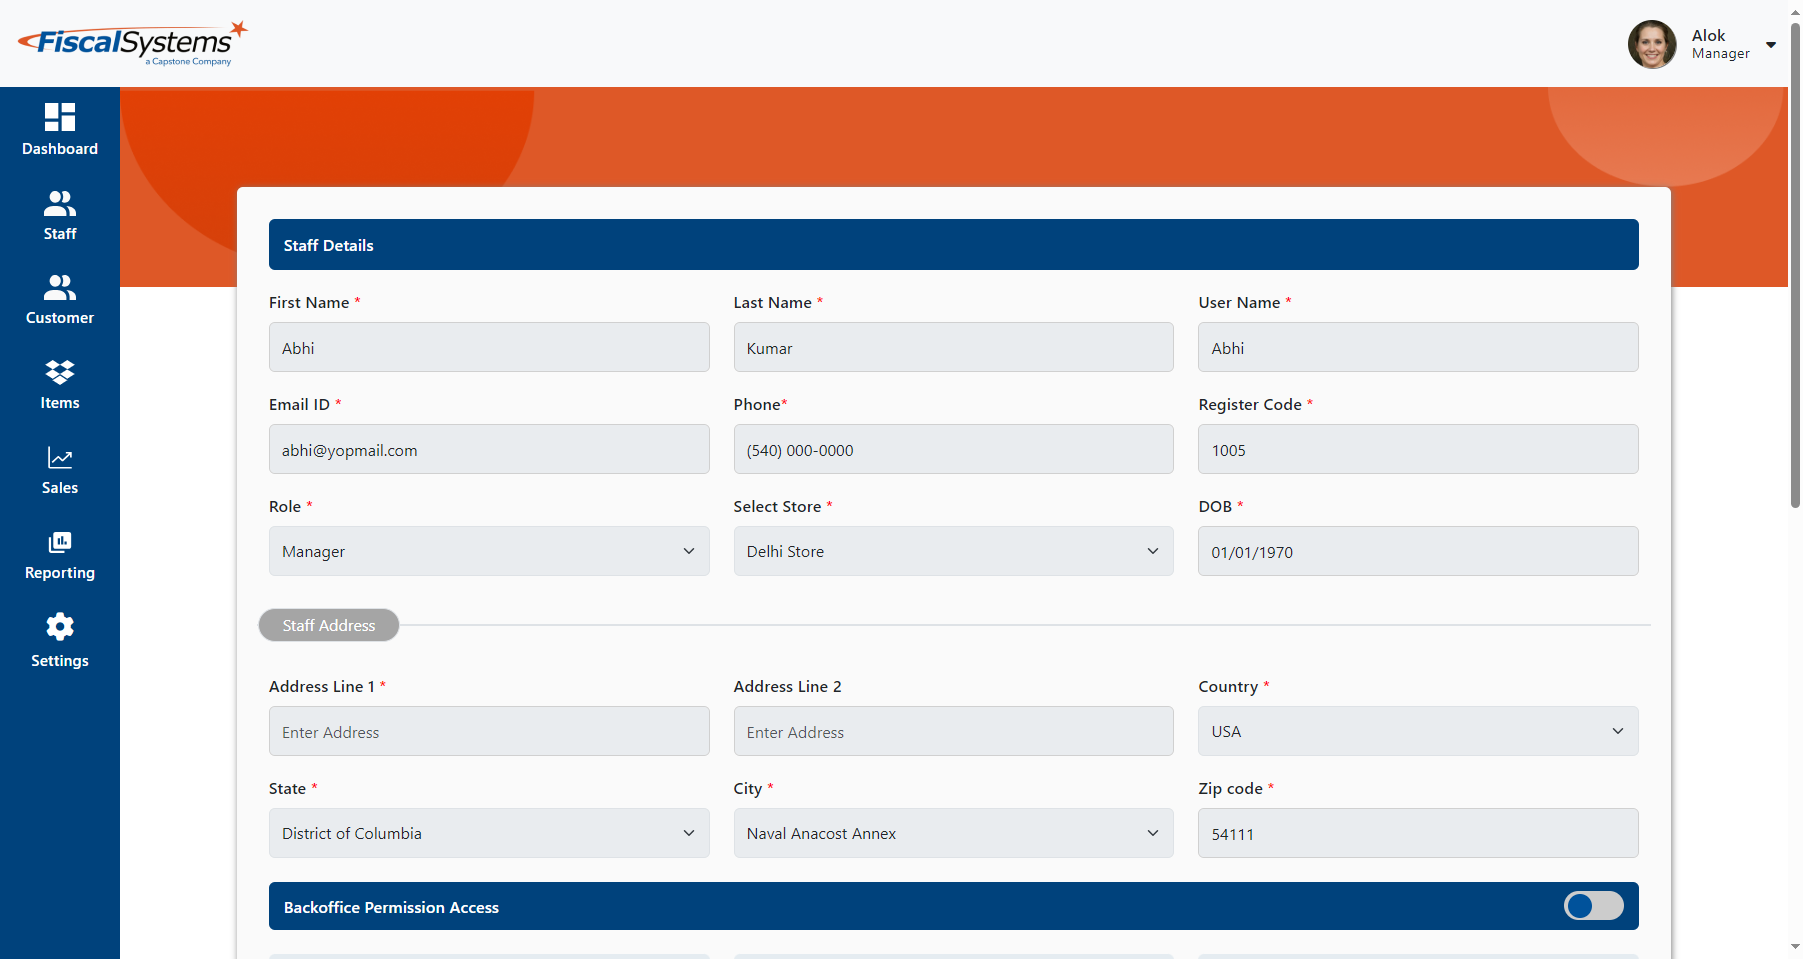 FiscalSystems
a Capstone Company
Alok
Manager
Dashboard
Staff
Customer
Items
Sales
Reporting
Settings
Staff Details
First Name * Last Name * User Name *
Abhi Kumar Abhi
Email ID * Phone* Register Code *
abhi@yopmail.com (540) 000-0000 1005
Role * Select Store * DOB *
Manager Delhi Store 01/01/1970
Staff Address
Address Line 1 * Address Line 2 Country *
Enter Address Enter Address USA
State * City * Zip code *
District of Columbia Naval Anacost Annex 54111
Backoffice Permission Access